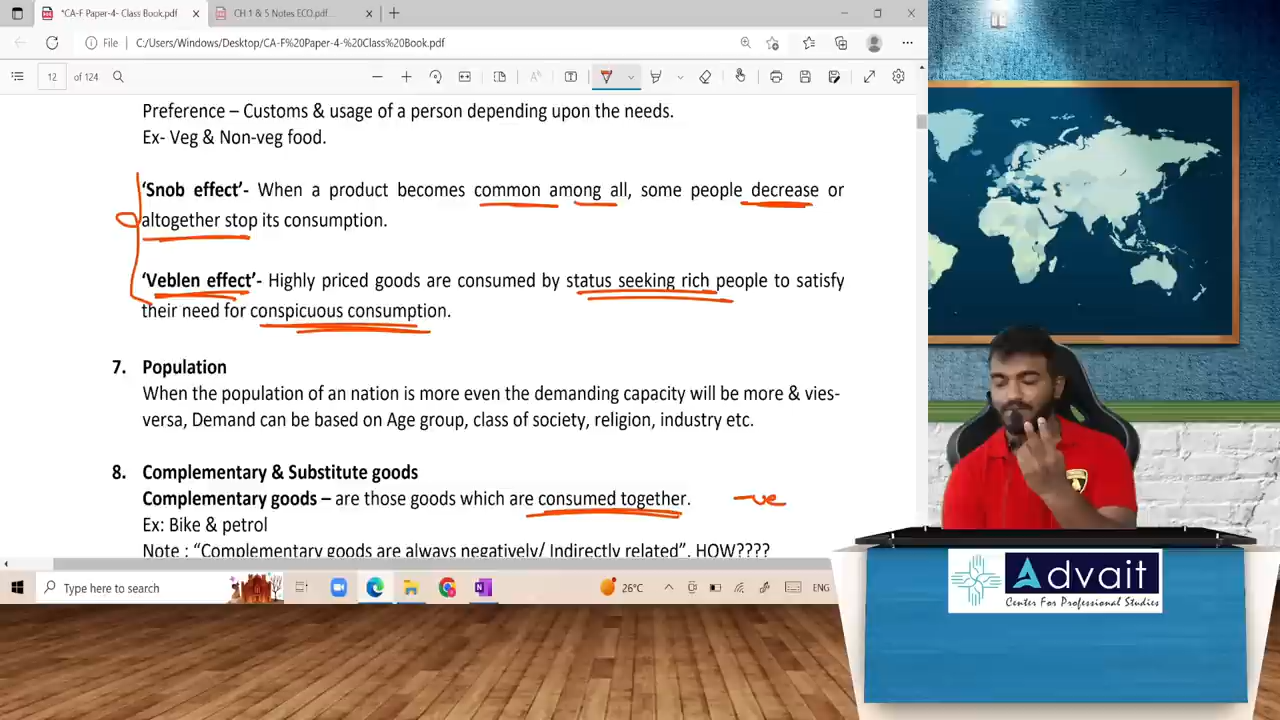 *CA-F Paper-4- Class Book.pdf
CH.1 & 5 Notes ECO.pdf
File
C:/Users/Windows/Desktop/CA-F%20Paper-4-%20Class%20Book.pdf
12 of 124
Preference – Customs & usage of a person depending upon the needs.
Ex- Veg & Non-veg food.
‘Snob effect’- When a product becomes common among all, some people decrease or
altogether stop its consumption.
‘Veblen effect’- Highly priced goods are consumed by status seeking rich people to satisfy
their need for conspicuous consumption.
7. Population
When the population of an nation is more even the demanding capacity will be more & vies-
versa, Demand can be based on Age group, class of society, religion, industry etc.
8. Complementary & Substitute goods
Complementary goods – are those goods which are consumed together. -ve
Ex: Bike & petrol
Note : “Complementary goods are always negatively/ Indirectly related”. HOW????
Type here to search
26°C
ENG
Advait
Center For Professional Studies